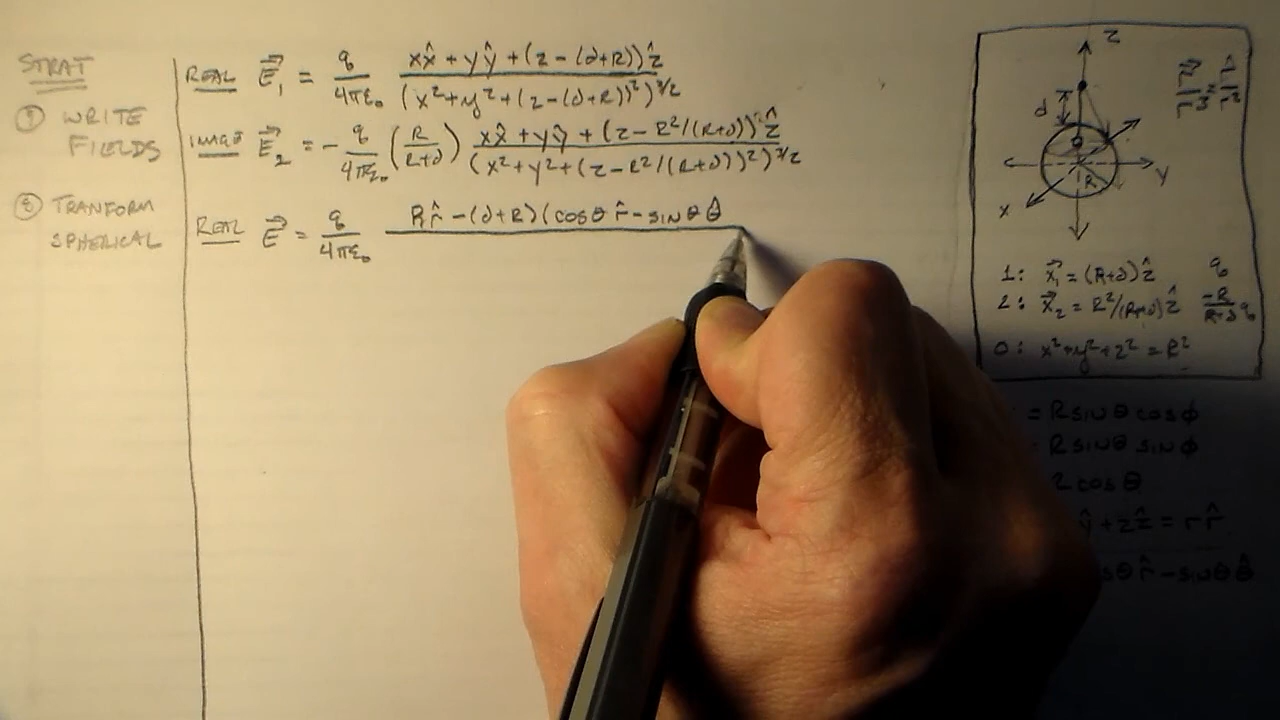 STRAT
① WRITE
FIELDS
② TRANFORM
SPHERICAL
REAL E⃗₁ = q/4πε₀ (xx̂ + yŷ + (z-(d+R))ẑ)/(x²+y²+(z-(d+R))²)^3/2
IMAGE E⃗₂ = - q/4πε₀ (R/R+d) (xx̂ + yŷ + (z-R²/(R+d))ẑ)/(x²+y²+(z-R²/(R+d))²)^3/2
REAL E⃗ = q/4πε₀ Rr̂ - (d+R)(cosθ r̂ - sinθ θ̂
z
d
R
y
x
r⃗/r³ = r̂/r²
1: x⃗₁ = (R+d)ẑ q
2: x⃗₂ = R²/(R+d)ẑ -R/R+d q
0: x²+y²+z² = R²
= R sinθ cosφ
= R sinθ sinφ
2 cosθ
ŷ + zẑ = r r̂
osθ r̂ - sinθ θ̂